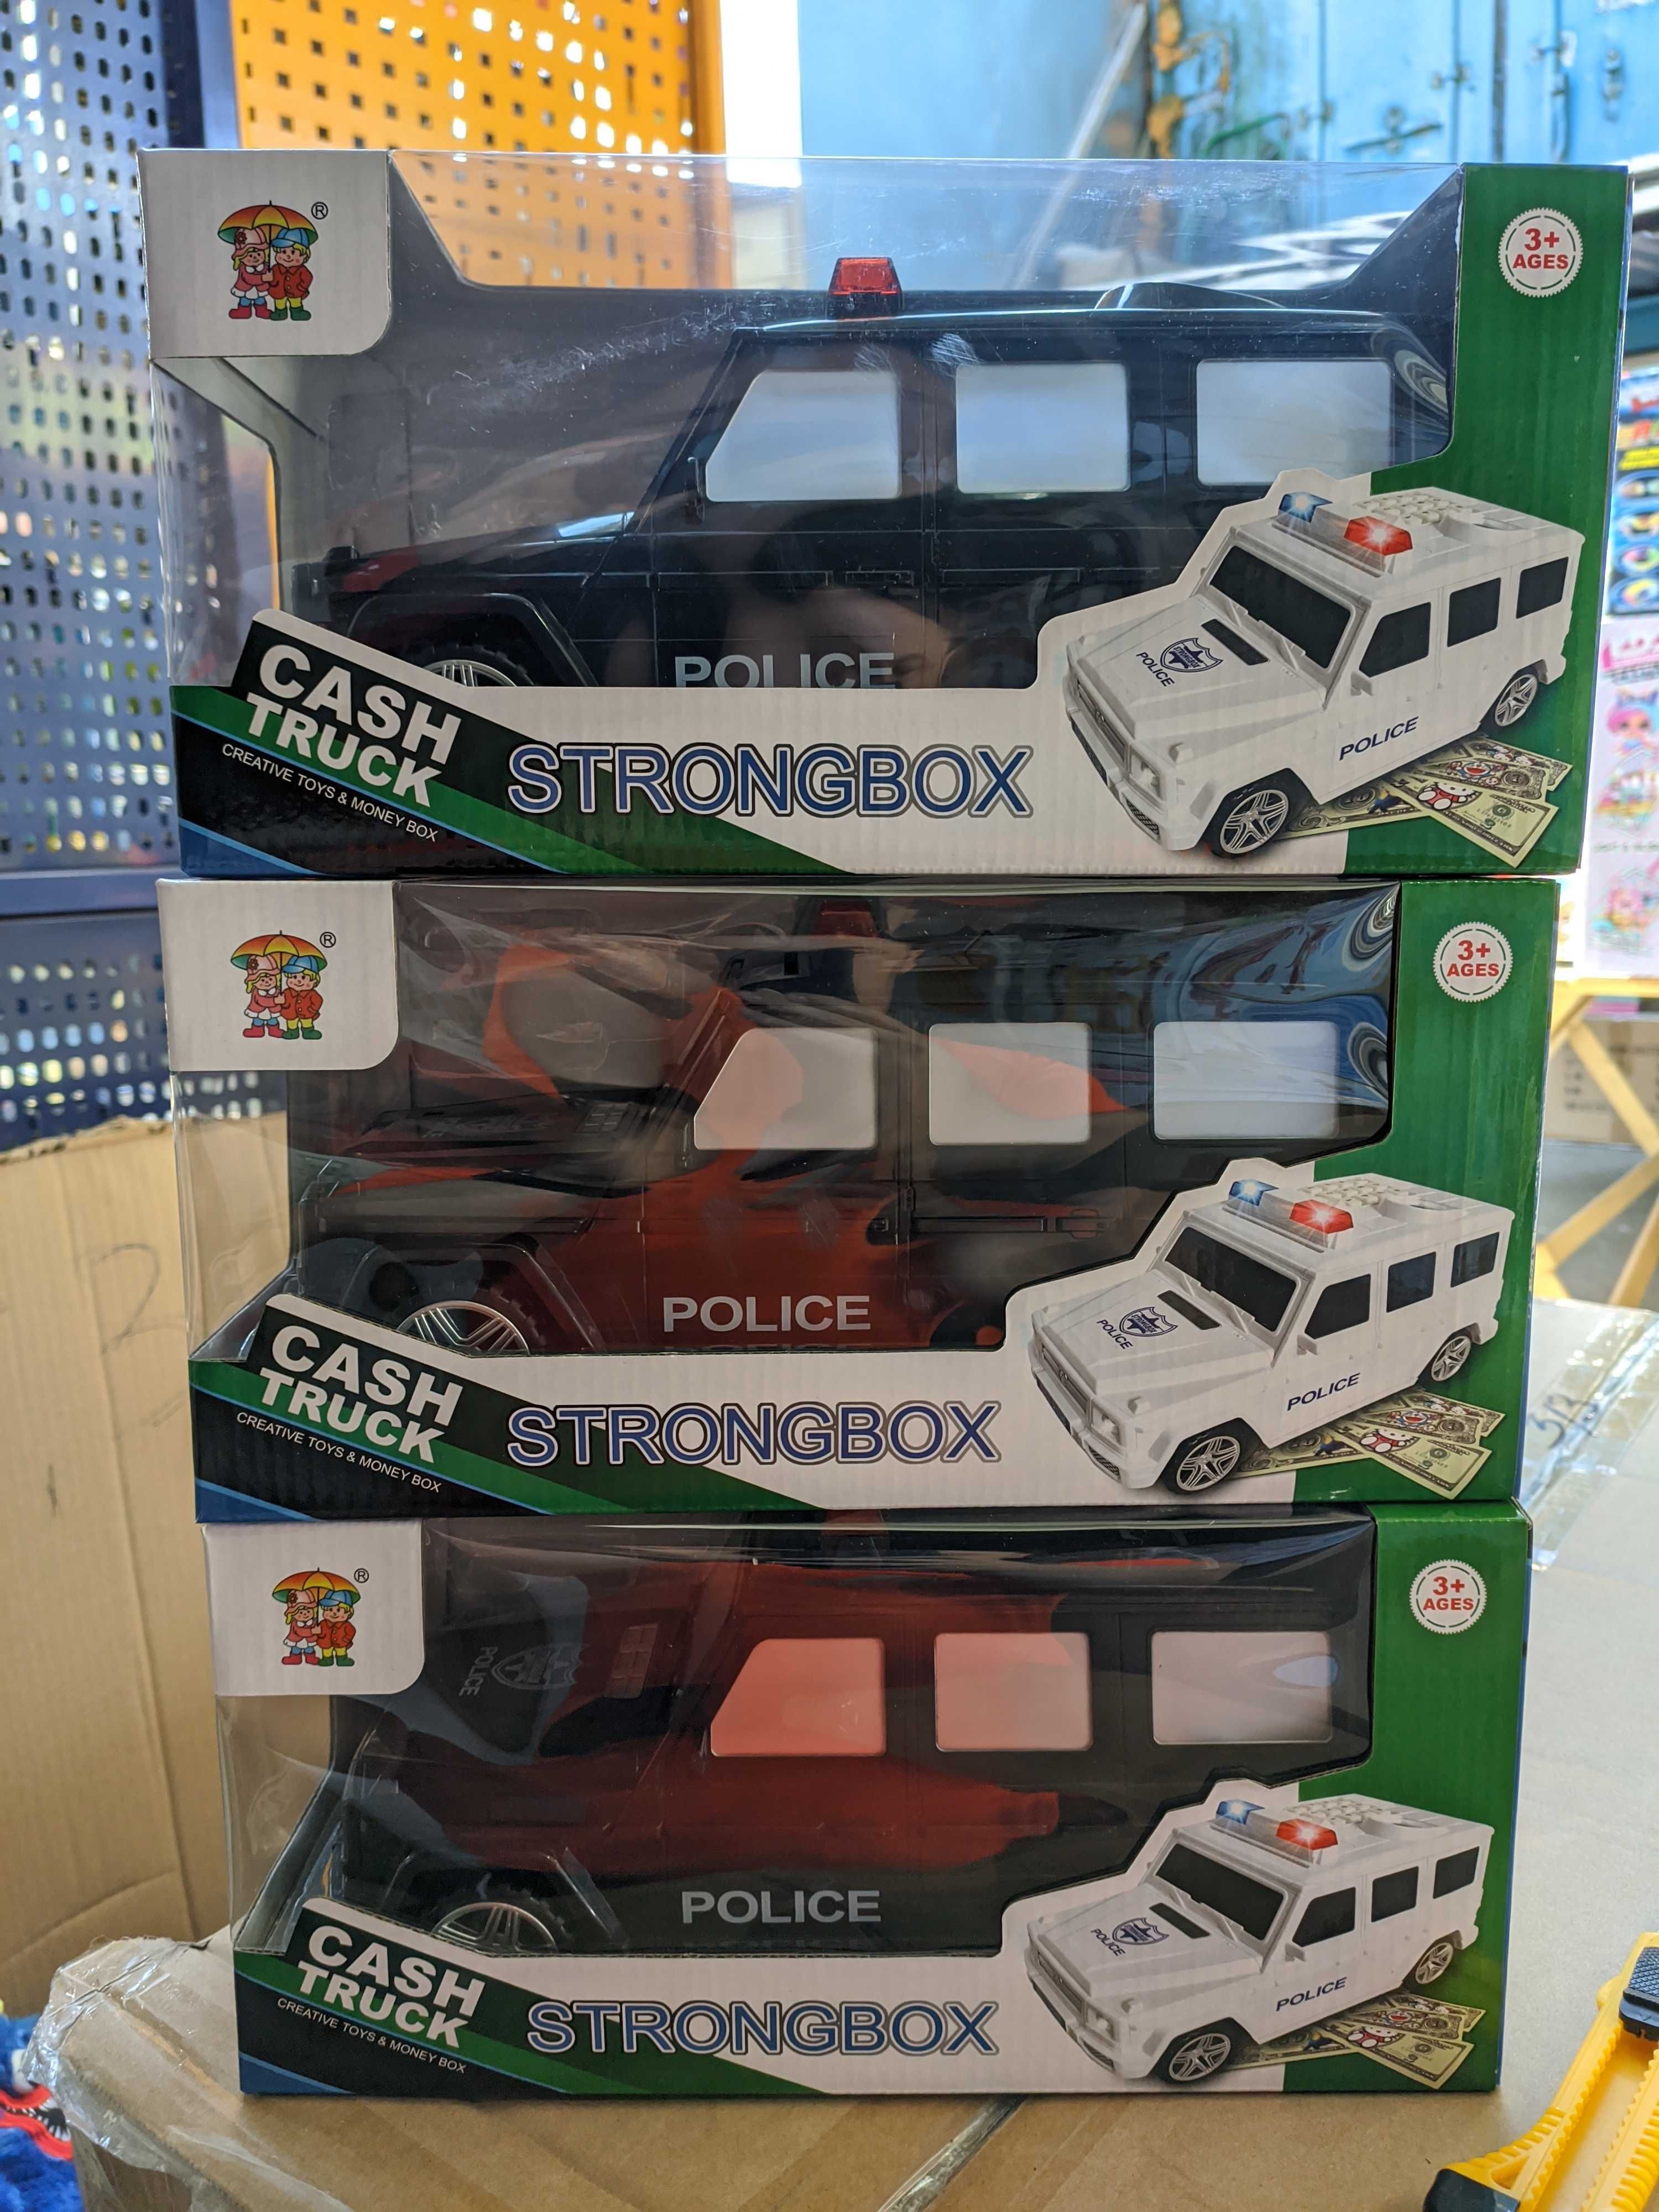 ®
3+
AGES
POLICE
POLICE
POLICE
CASH
TRUCK
CREATIVE TOYS & MONEY BOX
STRONGBOX
®
3+
AGES
POLICE
POLICE
POLICE
CASH
TRUCK
CREATIVE TOYS & MONEY BOX
STRONGBOX
®
3+
AGES
POLICE
POLICE
POLICE
POLICE
CASH
TRUCK
CREATIVE TOYS & MONEY BOX
STRONGBOX